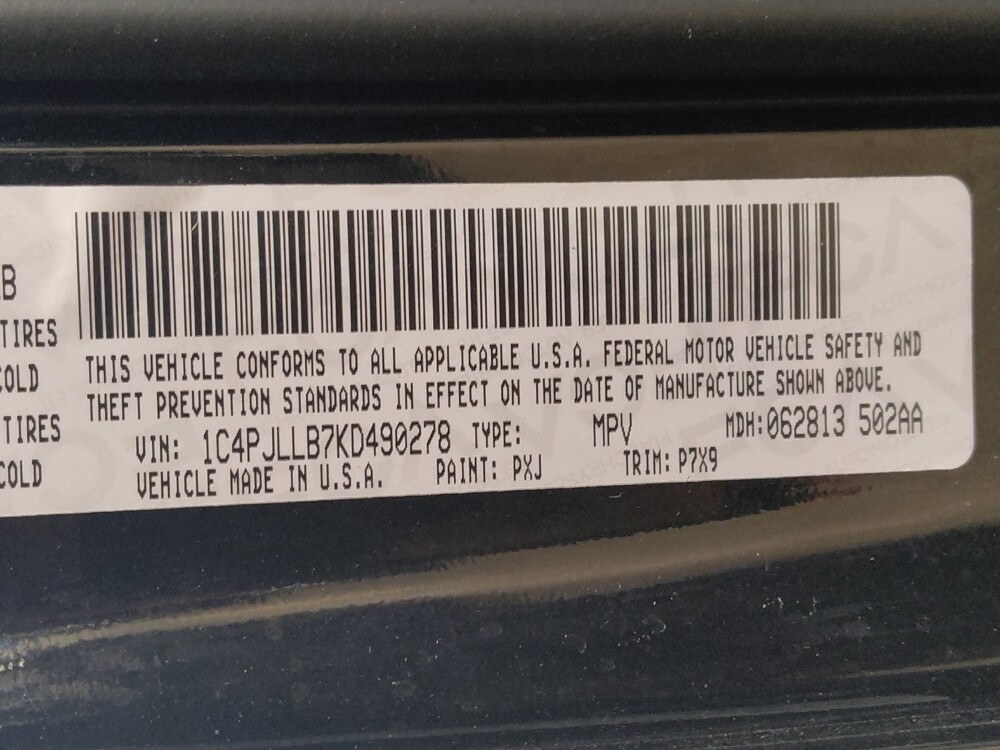 B
TIRES
COLD
TIRES
COLD
THIS VEHICLE CONFORMS TO ALL APPLICABLE U.S.A. FEDERAL MOTOR VEHICLE SAFETY AND
THEFT PREVENTION STANDARDS IN EFFECT ON THE DATE OF MANUFACTURE SHOWN ABOVE.
VIN: 1C4PJLLB7KD490278 TYPE: MPV MDH:062813 502AA
VEHICLE MADE IN U.S.A. PAINT: PXJ TRIM: P7X9